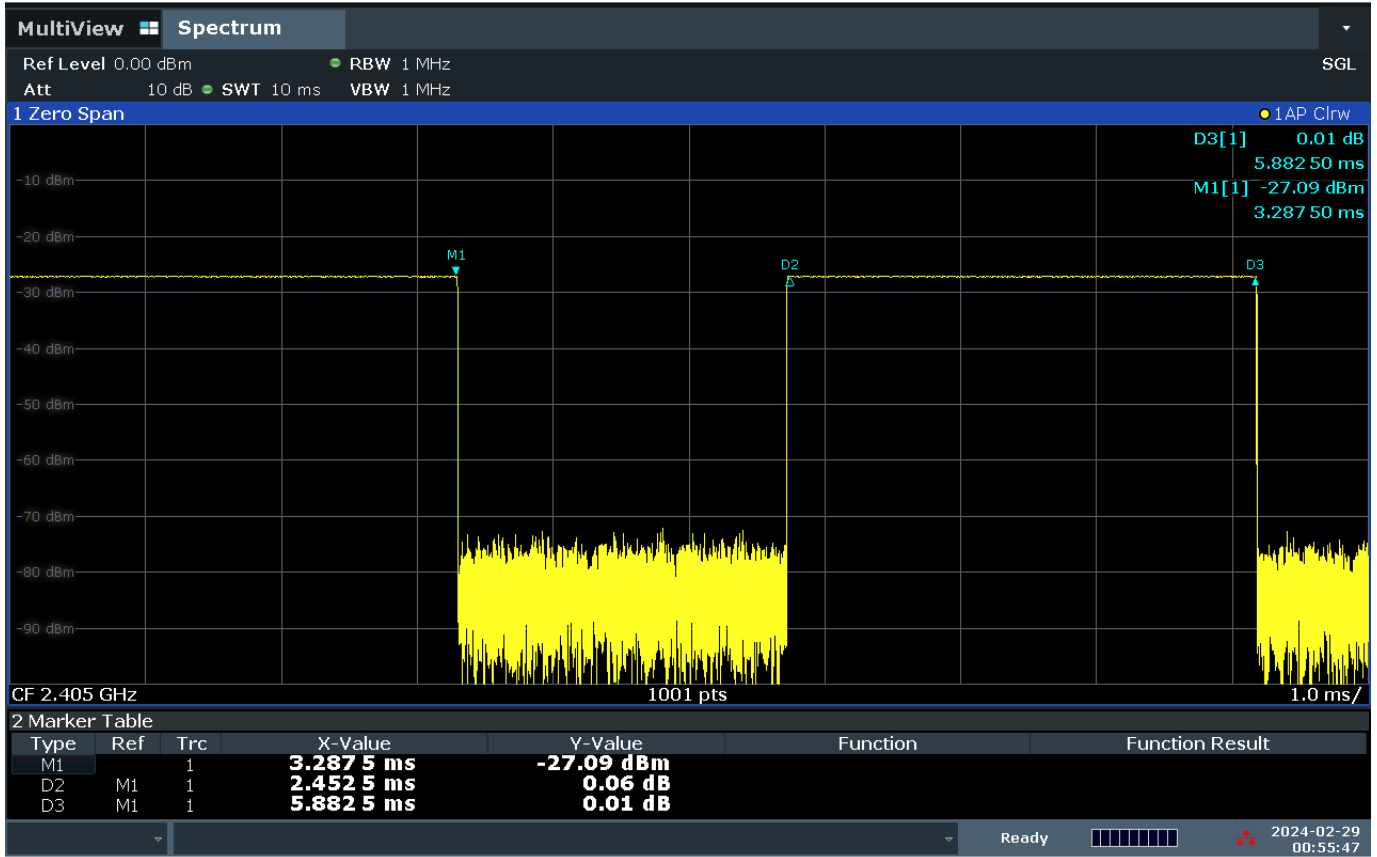 MultiView Spectrum
Ref Level 0.00 dBm RBW 1 MHz SGL
Att 10 dB SWT 10 ms VBW 1 MHz
1 Zero Span 1AP Clrw
D3[1] 0.01 dB
5.882 50 ms
-10 dBm
M1[1] -27.09 dBm
3.287 50 ms
-20 dBm
M1
D2 D3
-30 dBm
-40 dBm
-50 dBm
-60 dBm
-70 dBm
-80 dBm
-90 dBm
CF 2.405 GHz 1001 pts 1.0 ms/
2 Marker Table
Type Ref Trc X-Value Y-Value Function Function Result
M1 1 3.287 5 ms -27.09 dBm
D2 M1 1 2.452 5 ms 0.06 dB
D3 M1 1 5.882 5 ms 0.01 dB
Ready 2024-02-29
00:55:47